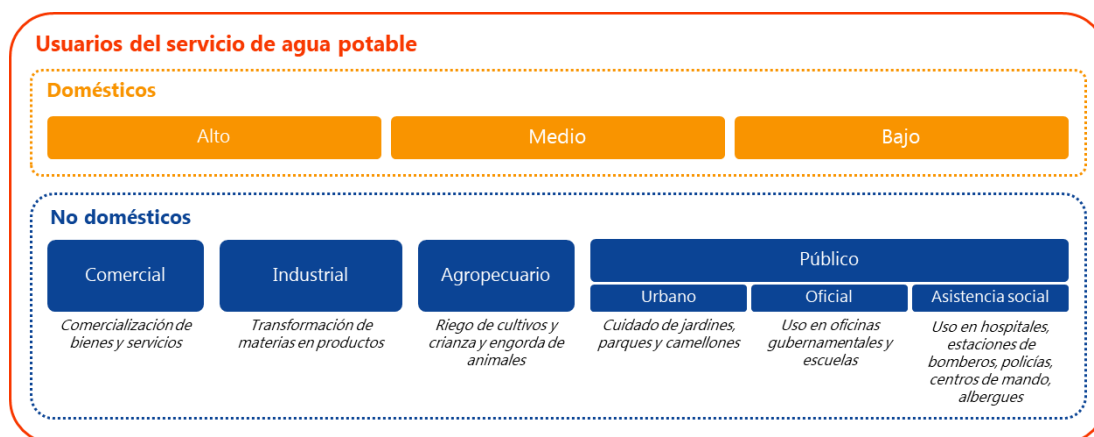 Usuarios del servicio de agua potable
Domésticos
Alto
Medio
Bajo
No domésticos
Comercial
Comercialización de
bienes y servicios
Industrial
Transformación de
materias en productos
Agropecuario
Riego de cultivos y
crianza y engorda de
animales
Público
Urbano
Cuidado de jardines,
parques y camellones
Oficial
Uso en oficinas
gubernamentales y
escuelas
Asistencia social
Uso en hospitales,
estaciones de
bomberos, policías,
centros de mando,
albergues